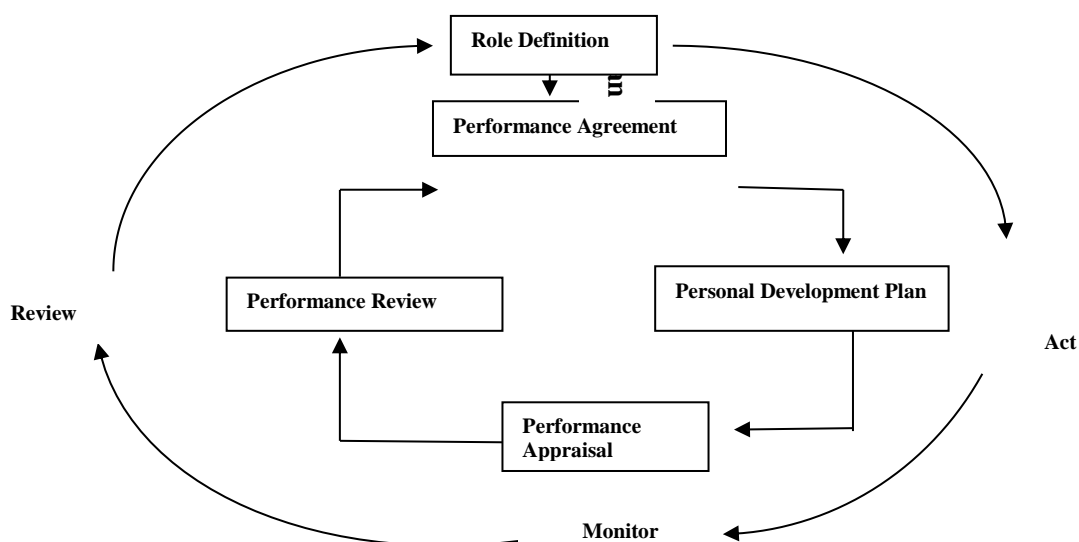 Role Definition
Performance Agreement
Performance Review
Personal Development Plan
Review
Act
Performance
Appraisal
Monitor